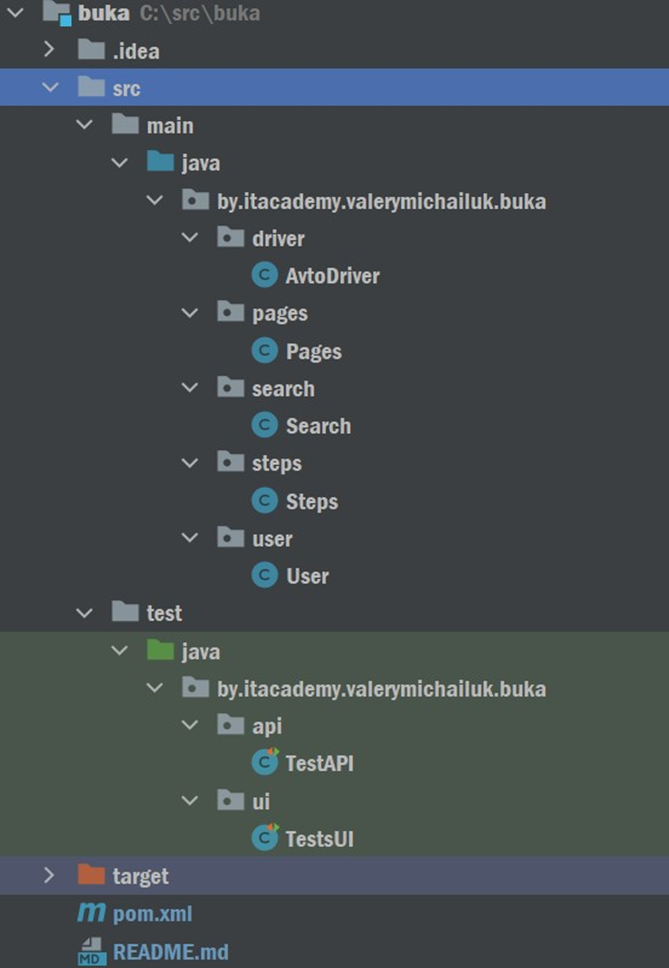 buka C:\src\buka
.idea
src
main
java
by.itacademy.valerymichailuk.buka
driver
C AvtoDriver
pages
C Pages
search
C Search
steps
C Steps
user
C User
test
java
by.itacademy.valerymichailuk.buka
api
C TestAPI
ui
C TestsUI
target
m pom.xml
MD README.md